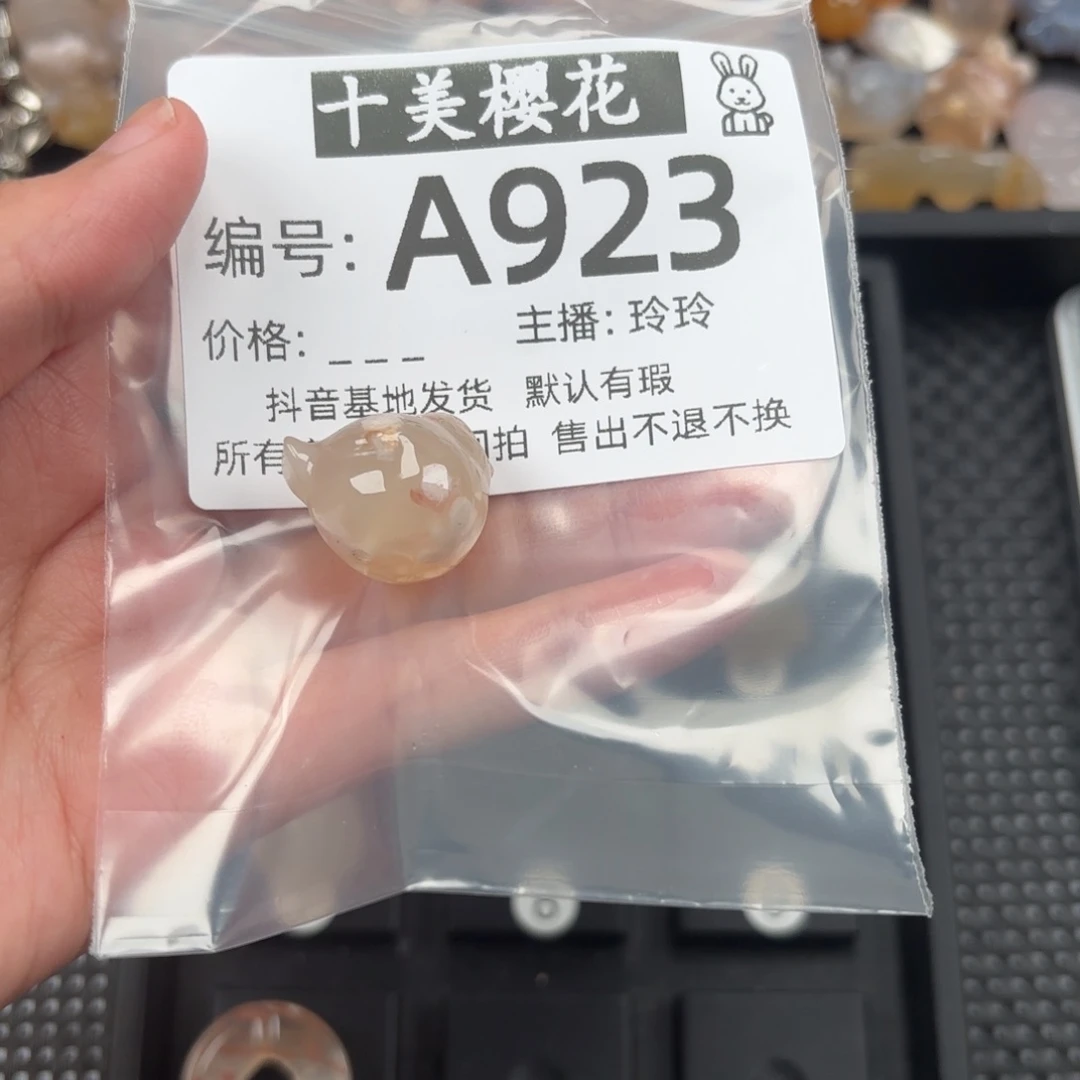 十美樱花
编号: A923
价格: _ _ _ 主播: 玲玲
抖音基地发货 默认有瑕
所有 拍 售出不退不换